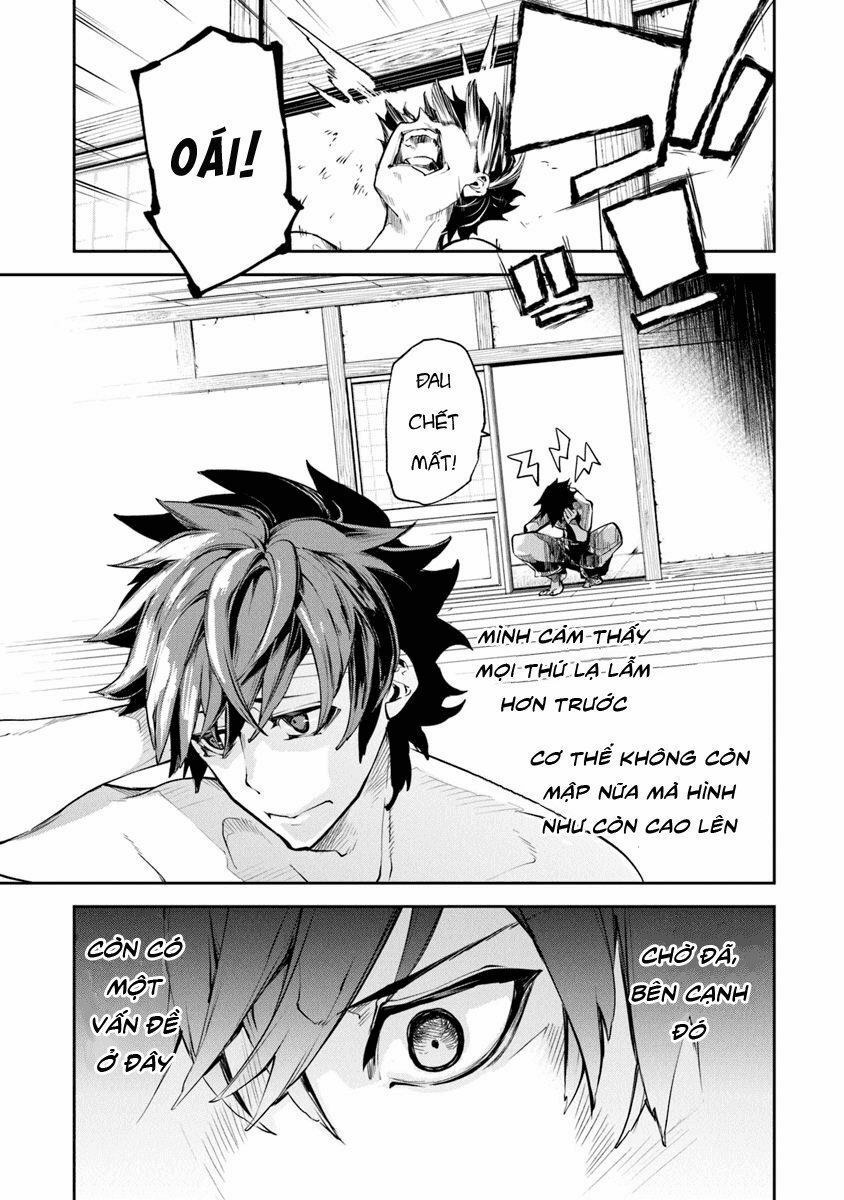 OÁI!
ĐAU
CHẾT
MẤT!
MÌNH CẢM THẤY
MỌI THỨ LẠ LẪM
HƠN TRƯỚC
CƠ THỂ KHÔNG CÒN
MẬP NỮA MÀ HÌNH
NHƯ CÒN CAO LÊN
CHỜ ĐÃ,
BÊN CẠNH
ĐÓ
CÒN CÓ
MỘT
VẤN ĐỀ
Ở ĐÂY